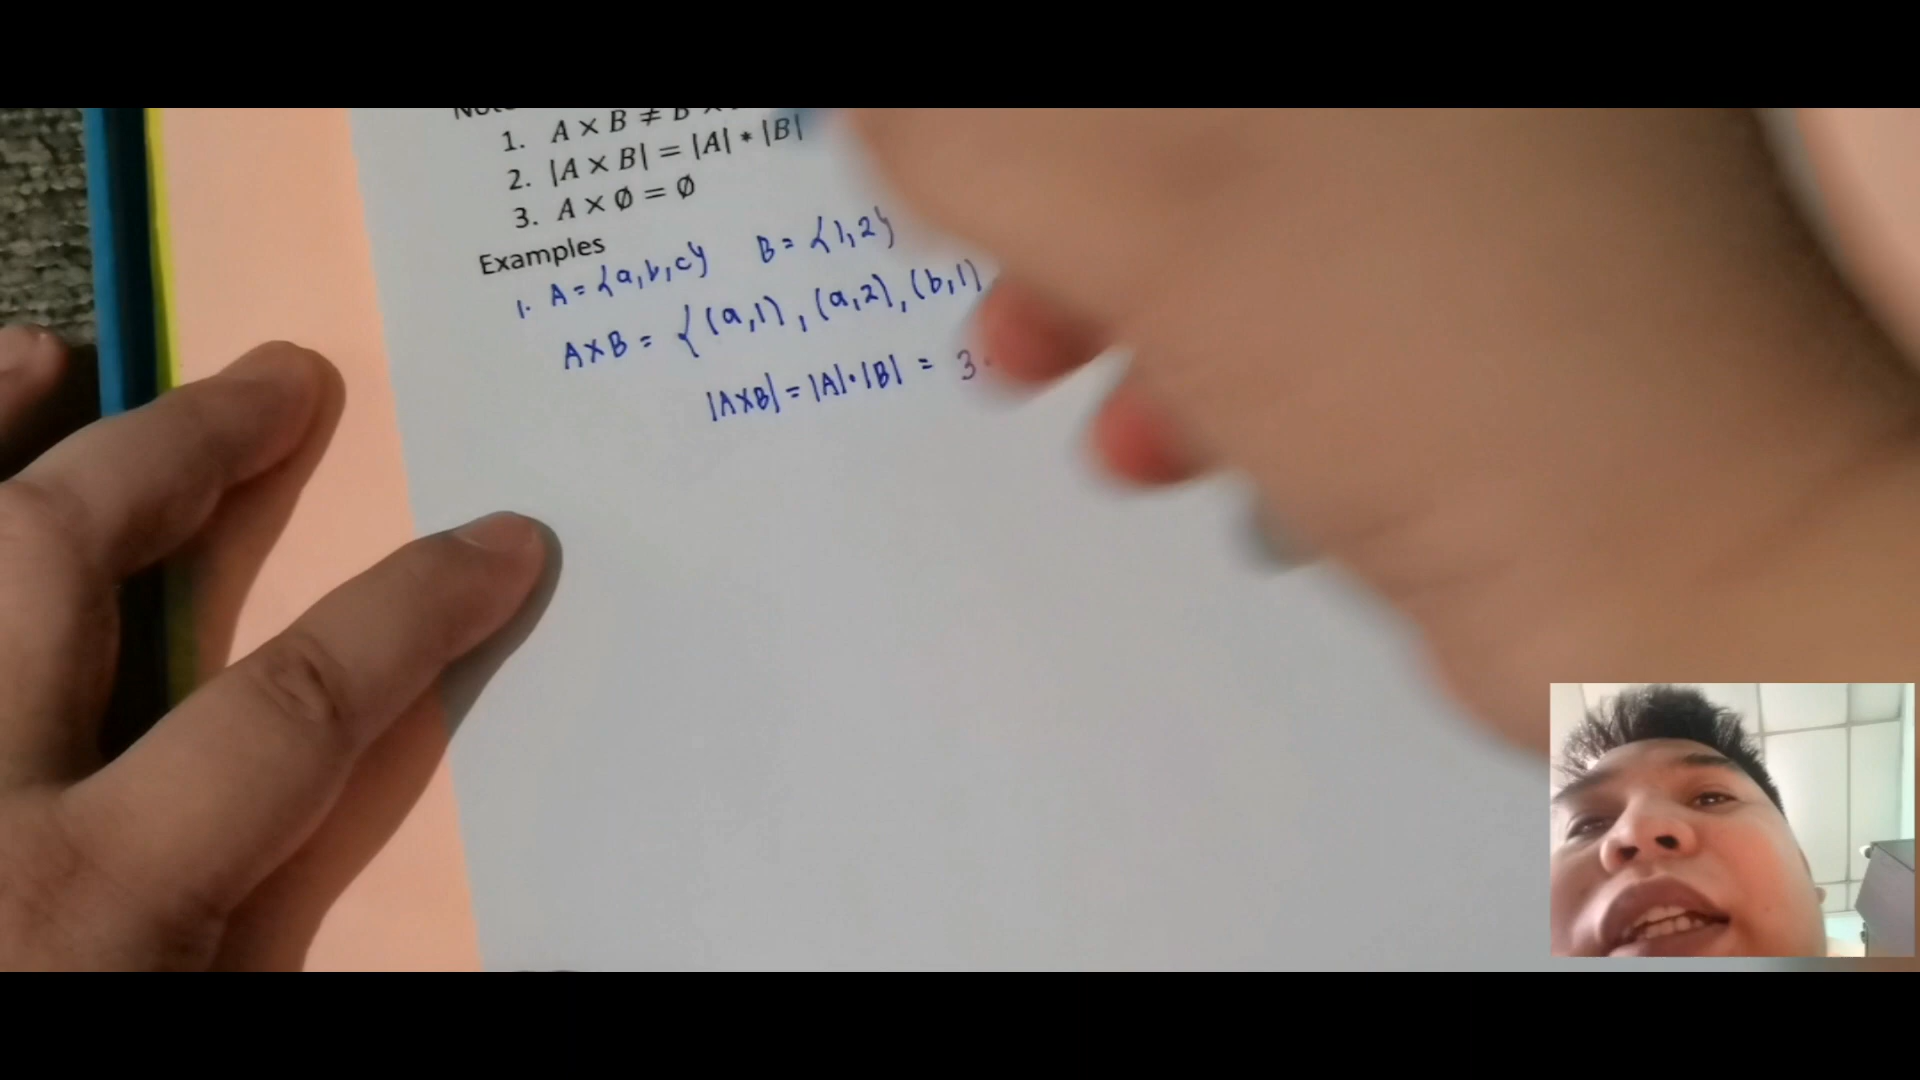 1. A × B ≠ B ×
2. |A × B| = |A| * |B|
3. A × Ø = Ø
Examples
1. A = {a, b, c} B = {1, 2}
A×B = { (a, 1), (a, 2), (b, 1)
|A×B| = |A| · |B| = 3 ·